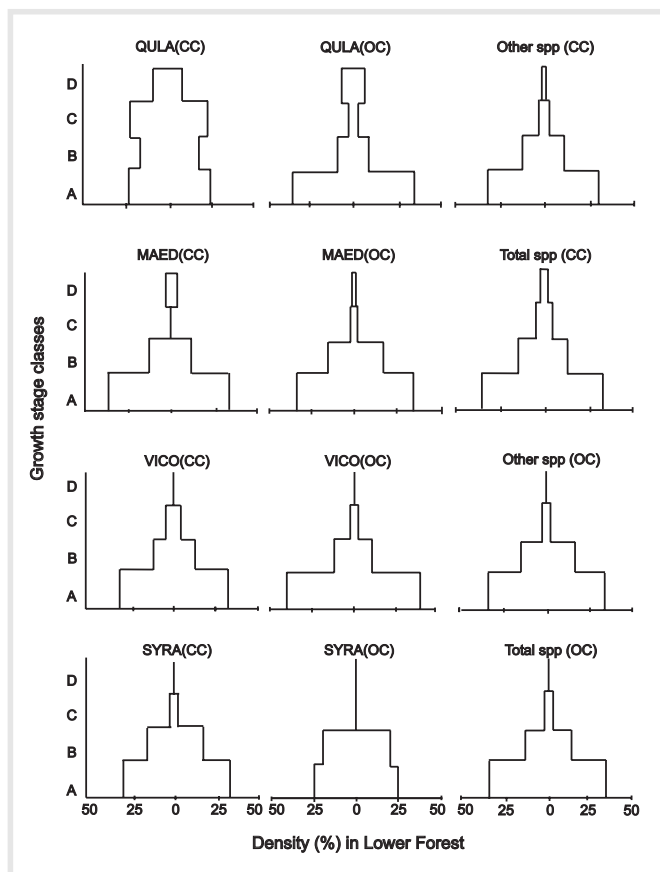 QULA(CC) QULA(OC) Other spp (CC)
D
C
B
A
MAED(CC) MAED(OC) Total spp (CC)
D
C
B
A
Growth stage classes
VICO(CC) VICO(OC) Other spp (OC)
D
C
B
A
SYRA(CC) SYRA(OC) Total spp (OC)
D
C
B
A
50 25 0 25 50 50 25 0 25 50 50 25 0 25 50
Density (%) in Lower Forest